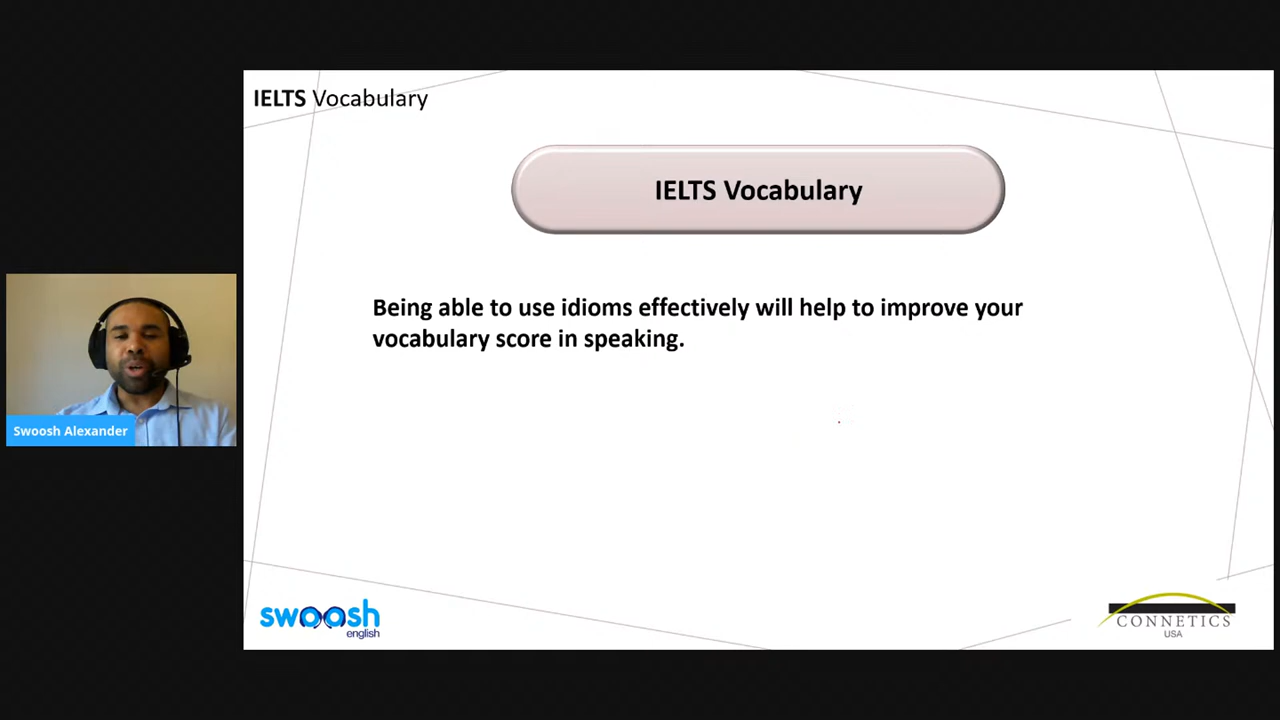 IELTS Vocabulary
IELTS Vocabulary
Being able to use idioms effectively will help to improve your
vocabulary score in speaking.
Swoosh Alexander
swoosh
english
CONNETICS
USA